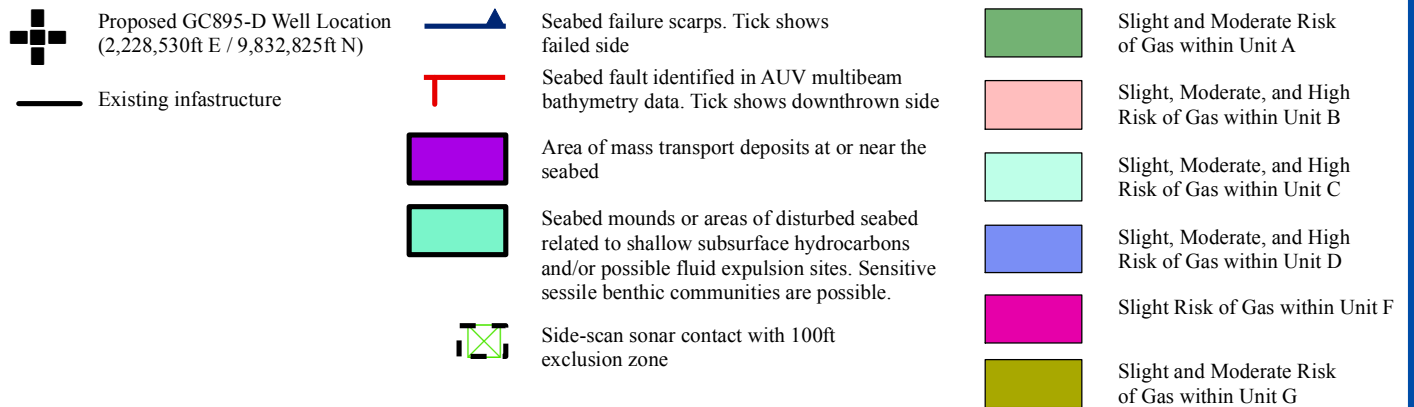 Proposed GC895-D Well Location
(2,228,530ft E / 9,832,825ft N)
Existing infastructure
Seabed failure scarps. Tick shows
failed side
Seabed fault identified in AUV multibeam
bathymetry data. Tick shows downthrown side
Area of mass transport deposits at or near the
seabed
Seabed mounds or areas of disturbed seabed
related to shallow subsurface hydrocarbons
and/or possible fluid expulsion sites. Sensitive
sessile benthic communities are possible.
Side-scan sonar contact with 100ft
exclusion zone
Slight and Moderate Risk
of Gas within Unit A
Slight, Moderate, and High
Risk of Gas within Unit B
Slight, Moderate, and High
Risk of Gas within Unit C
Slight, Moderate, and High
Risk of Gas within Unit D
Slight Risk of Gas within Unit F
Slight and Moderate Risk
of Gas within Unit G